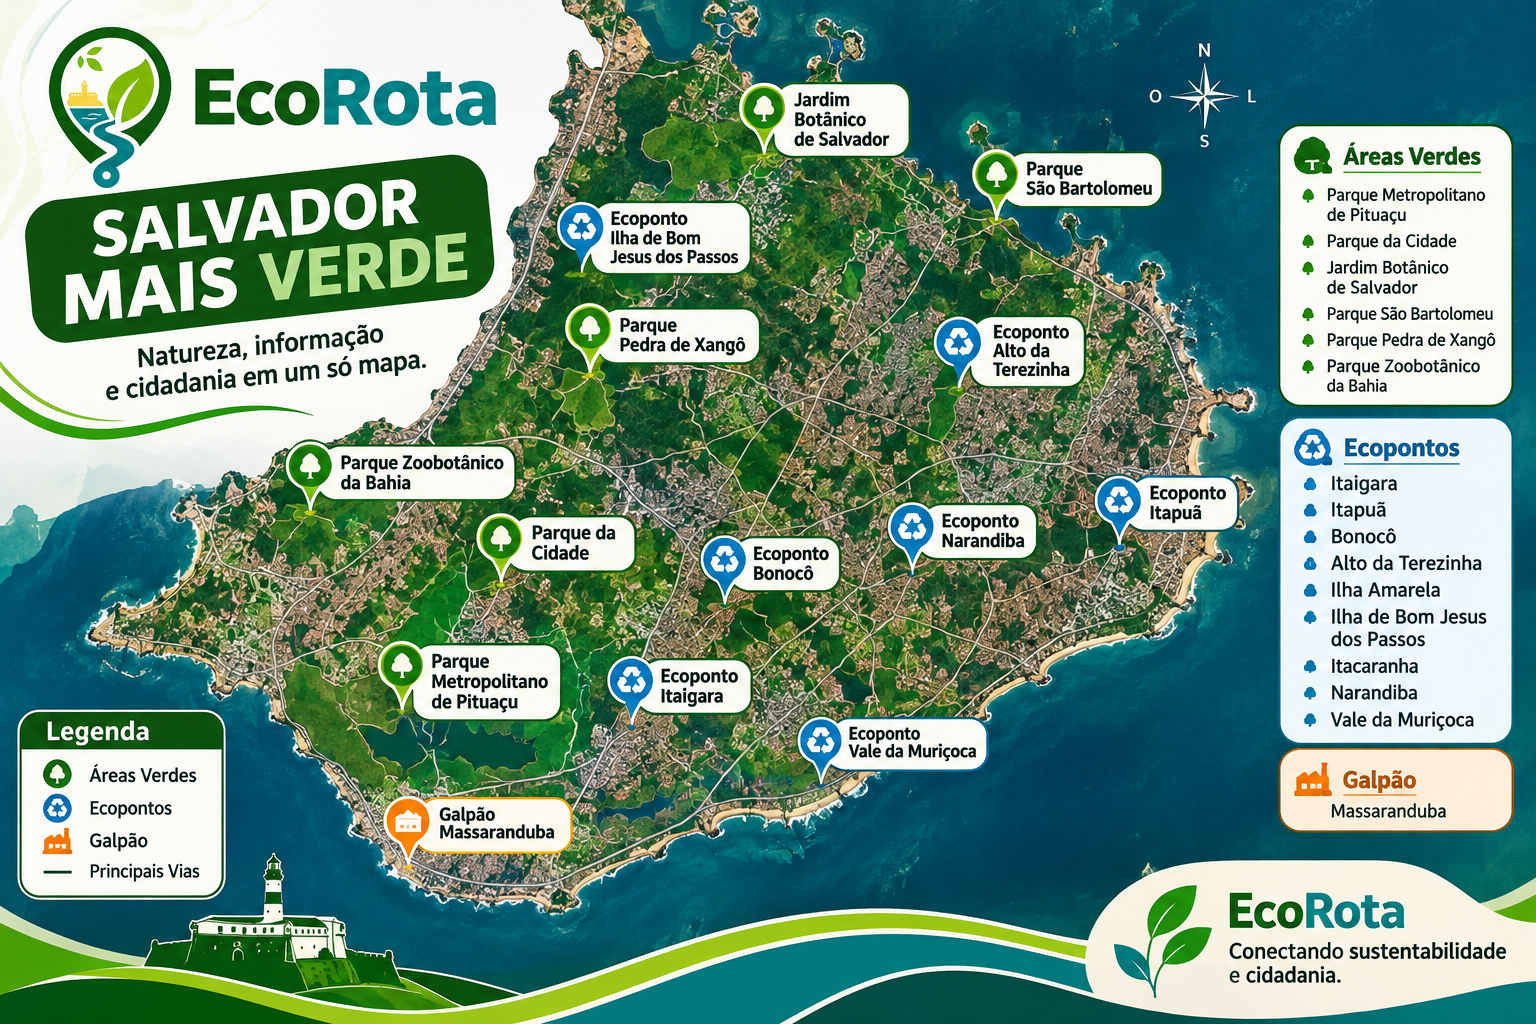 EcoRota
SALVADOR
MAIS VERDE
Natureza, informação
e cidadania em um só mapa.
Jardim
Botânico
de Salvador
Parque
São Bartolomeu
Ecoponto
Ilha de Bom
Jesus dos Passos
Parque
Pedra de Xangô
Ecoponto
Alto da
Terezinha
Parque Zoobotânico
da Bahia
Parque da
Cidade
Ecoponto
Bonocô
Ecoponto
Narandiba
Ecoponto
Itapuã
Parque
Metropolitano
de Pituaçu
Ecoponto
Itaigara
Ecoponto
Vale da Muriçoca
Galpão
Massaranduba
N
O
L
S
Áreas Verdes
Parque Metropolitano
de Pituaçu
Parque da Cidade
Jardim Botânico
de Salvador
Parque São Bartolomeu
Parque Pedra de Xangô
Parque Zoobotânico
da Bahia
Ecopontos
Itaigara
Itapuã
Bonocô
Alto da Terezinha
Ilha Amarela
Ilha de Bom Jesus
dos Passos
Itacaranha
Narandiba
Vale da Muriçoca
Galpão
Massaranduba
Legenda
Áreas Verdes
Ecopontos
Galpão
Principais Vias
EcoRota
Conectando sustentabilidade
e cidadania.